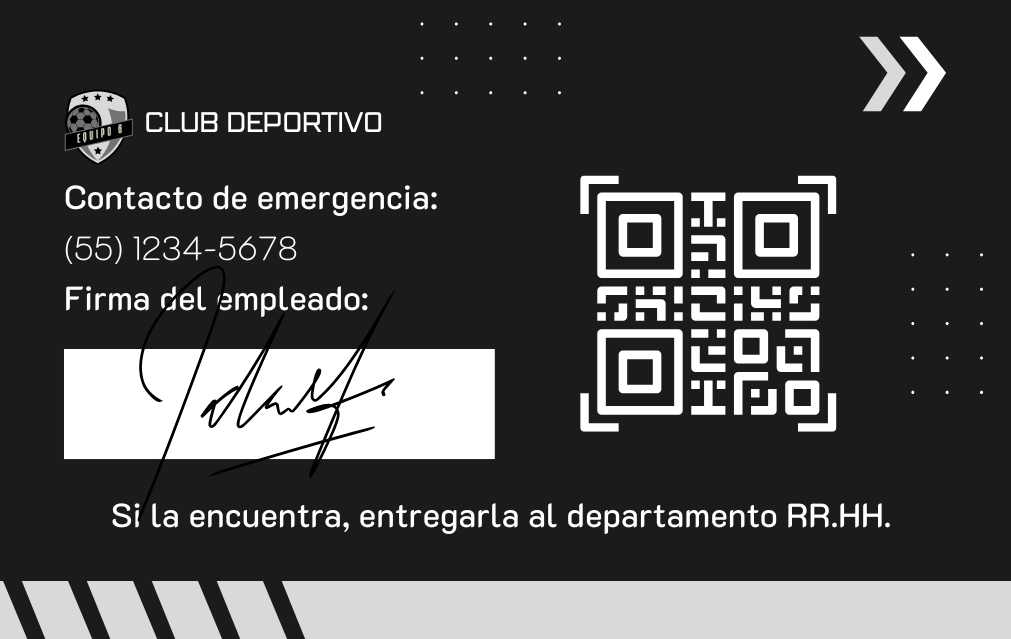 EQUIPO 6
CLUB DEPORTIVO
Contacto de emergencia:
(55) 1234-5678
Firma del empleado:
Si la encuentra, entregarla al departamento RR.HH.